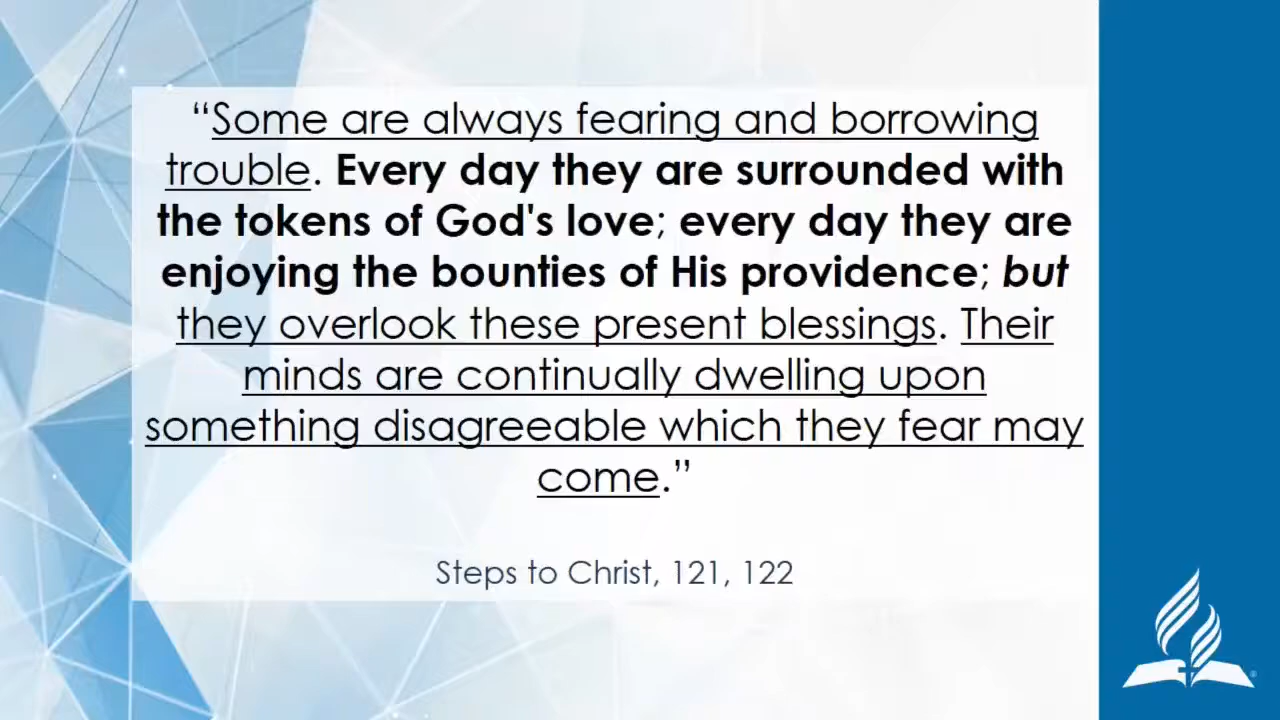 “Some are always fearing and borrowing
trouble. Every day they are surrounded with
the tokens of God's love; every day they are
enjoying the bounties of His providence; but
they overlook these present blessings. Their
minds are continually dwelling upon
something disagreeable which they fear may
come.”
Steps to Christ, 121, 122